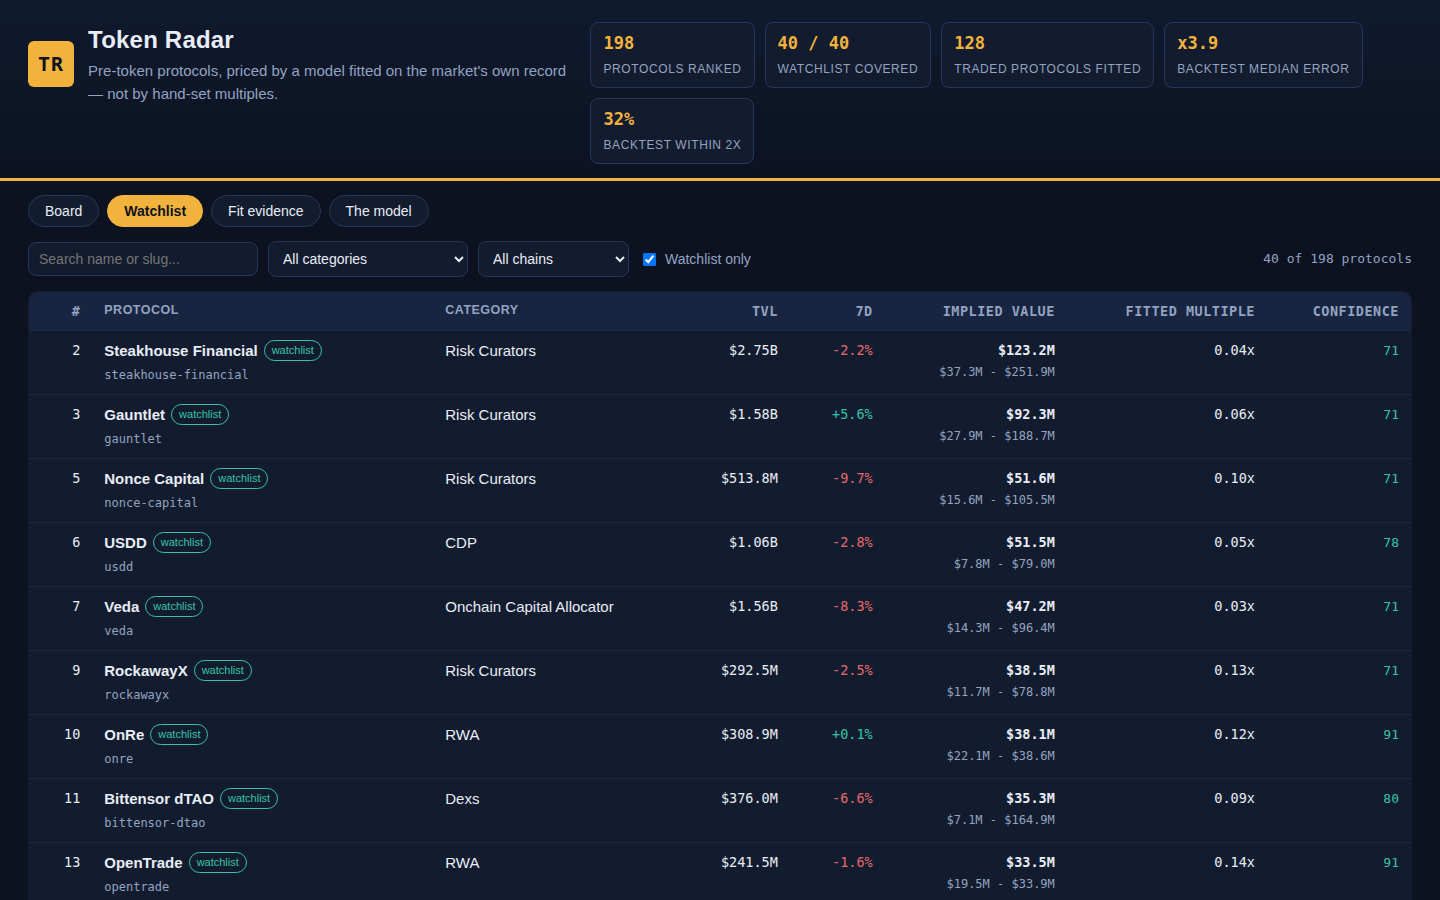 TR
Token Radar
Pre-token protocols, priced by a model fitted on the market's own record
— not by hand-set multiples.
198
PROTOCOLS RANKED
40 / 40
WATCHLIST COVERED
128
TRADED PROTOCOLS FITTED
x3.9
BACKTEST MEDIAN ERROR
32%
BACKTEST WITHIN 2X
Board Watchlist Fit evidence The model
Search name or slug... All categories All chains Watchlist only 40 of 198 protocols
# PROTOCOL CATEGORY TVL 7D IMPLIED VALUE FITTED MULTIPLE CONFIDENCE
2 Steakhouse Financial watchlist Risk Curators $2.75B -2.2% $123.2M 0.04x 71
steakhouse-financial $37.3M - $251.9M
3 Gauntlet watchlist Risk Curators $1.58B +5.6% $92.3M 0.06x 71
gauntlet $27.9M - $188.7M
5 Nonce Capital watchlist Risk Curators $513.8M -9.7% $51.6M 0.10x 71
nonce-capital $15.6M - $105.5M
6 USDD watchlist CDP $1.06B -2.8% $51.5M 0.05x 78
usdd $7.8M - $79.0M
7 Veda watchlist Onchain Capital Allocator $1.56B -8.3% $47.2M 0.03x 71
veda $14.3M - $96.4M
9 RockawayX watchlist Risk Curators $292.5M -2.5% $38.5M 0.13x 71
rockawayx $11.7M - $78.8M
10 OnRe watchlist RWA $308.9M +0.1% $38.1M 0.12x 91
onre $22.1M - $38.6M
11 Bittensor dTAO watchlist Dexs $376.0M -6.6% $35.3M 0.09x 80
bittensor-dtao $7.1M - $164.9M
13 OpenTrade watchlist RWA $241.5M -1.6% $33.5M 0.14x 91
opentrade $19.5M - $33.9M